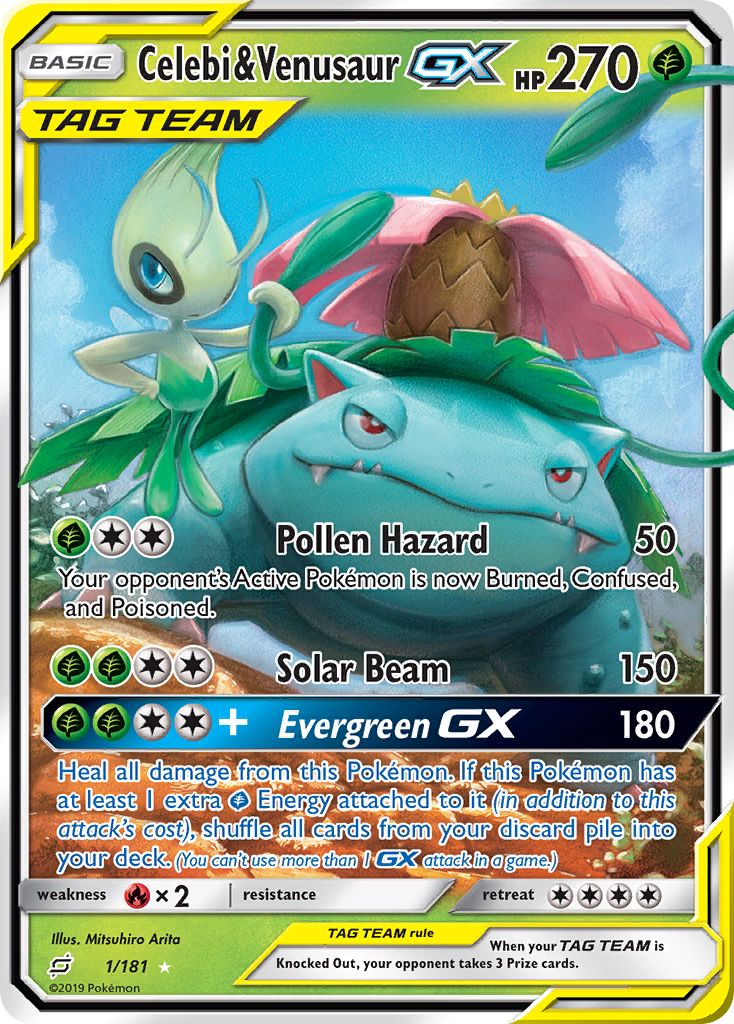 BASIC Celebi&Venusaur GX HP270
TAG TEAM
Pollen Hazard 50
Your opponent's Active Pokémon is now Burned, Confused,
and Poisoned.
Solar Beam 150
+ Evergreen GX 180
Heal all damage from this Pokémon. If this Pokémon has
at least 1 extra Energy attached to it (in addition to this
attack's cost), shuffle all cards from your discard pile into
your deck. (You can't use more than 1 GX attack in a game.)
weakness ×2 resistance retreat
Illus. Mitsuhiro Arita
1/181
©2019 Pokémon
TAG TEAM rule
When your TAG TEAM is
Knocked Out, your opponent takes 3 Prize cards.